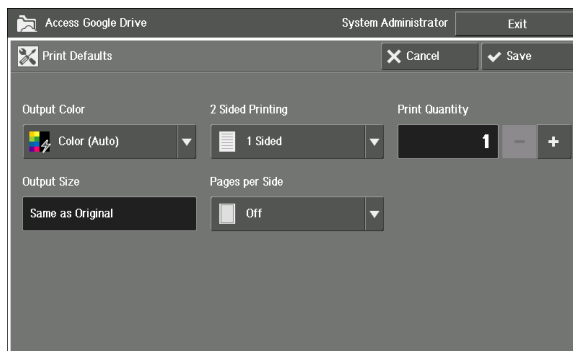 Access Google Drive System Administrator Exit
Print Defaults Cancel Save
Output Color 2 Sided Printing Print Quantity
Color (Auto) 1 Sided 1 − +
Output Size Pages per Side
Same as Original Off